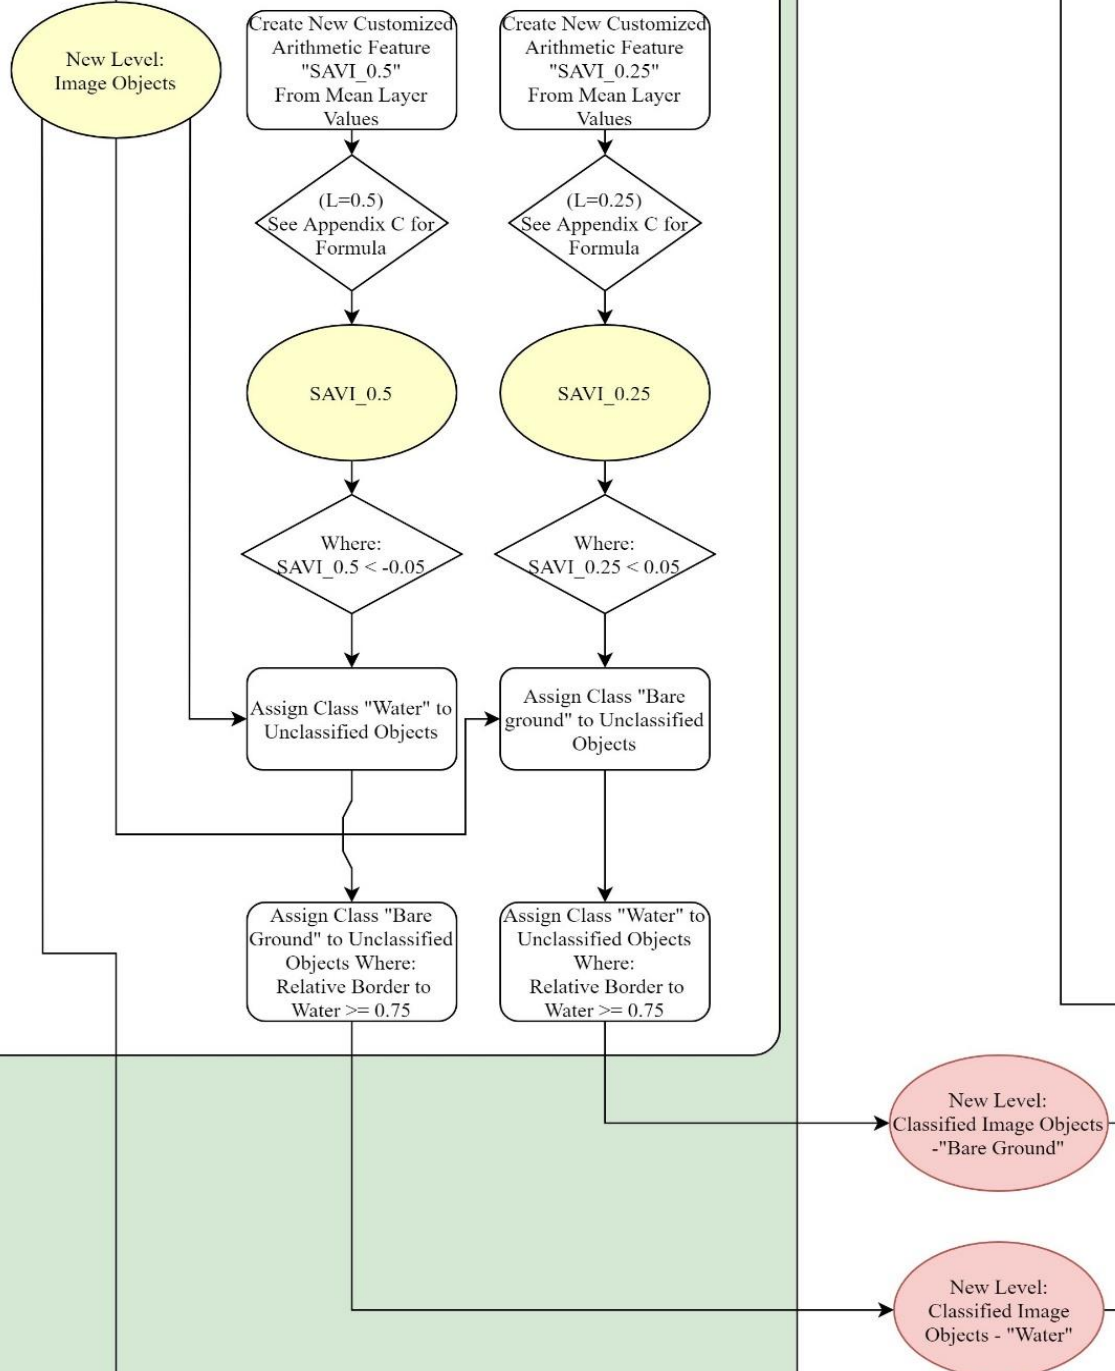 New Level:
Image Objects
Create New Customized
Arithmetic Feature
"SAVI_0.5"
From Mean Layer
Values
Create New Customized
Arithmetic Feature
"SAVI_0.25"
From Mean Layer
Values
(L=0.5)
See Appendix C for
Formula
(L=0.25)
See Appendix C for
Formula
SAVI_0.5
SAVI_0.25
Where:
SAVI_0.5 < -0.05
Where:
SAVI_0.25 < 0.05
Assign Class "Water" to
Unclassified Objects
Assign Class "Bare
ground" to Unclassified
Objects
Assign Class "Bare
Ground" to Unclassified
Objects Where:
Relative Border to
Water >= 0.75
Assign Class "Water" to
Unclassified Objects
Where:
Relative Border to
Water >= 0.75
New Level:
Classified Image Objects
-"Bare Ground"
New Level:
Classified Image
Objects - "Water"